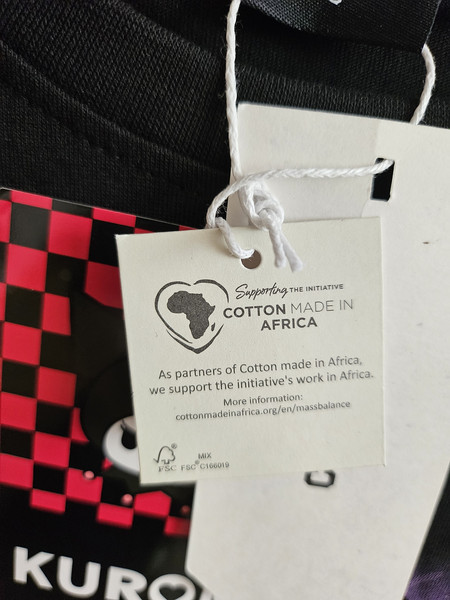 Supporting THE INITIATIVE
COTTON MADE IN
AFRICA
As partners of Cotton made in Africa,
we support the initiative's work in Africa.
More information:
cottonmadeinafrica.org/en/massbalance
MIX
FSC FSC® C166019